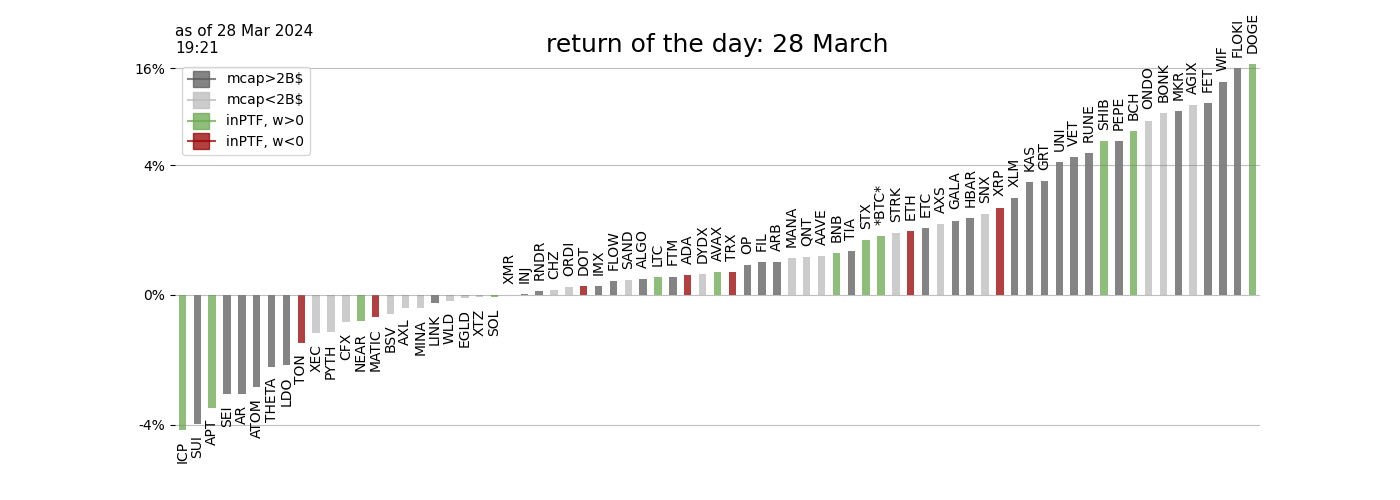 as of 28 Mar 2024
19:21
return of the day: 28 March
mcap>2B$
mcap<2B$
inPTF, w>0
inPTF, w<0
16%
4%
0%
-4%
ICP
SUI
APT
SEI
AR
ATOM
THETA
LDO
TON
XEC
PYTH
CFX
NEAR
MATIC
BSV
AXL
MINA
LINK
WLD
EGLD
XTZ
SOL
XMR
INJ
RNDR
CHZ
ORDI
DOT
IMX
FLOW
SAND
ALGO
LTC
FTM
ADA
DYDX
AVAX
TRX
OP
FIL
ARB
MANA
QNT
AAVE
BNB
TIA
STX
*BTC*
STRK
ETH
ETC
AXS
GALA
HBAR
SNX
XRP
XLM
KAS
GRT
UNI
VET
RUNE
SHIB
PEPE
BCH
ONDO
BONK
MKR
AGIX
FET
WIF
FLOKI
DOGE